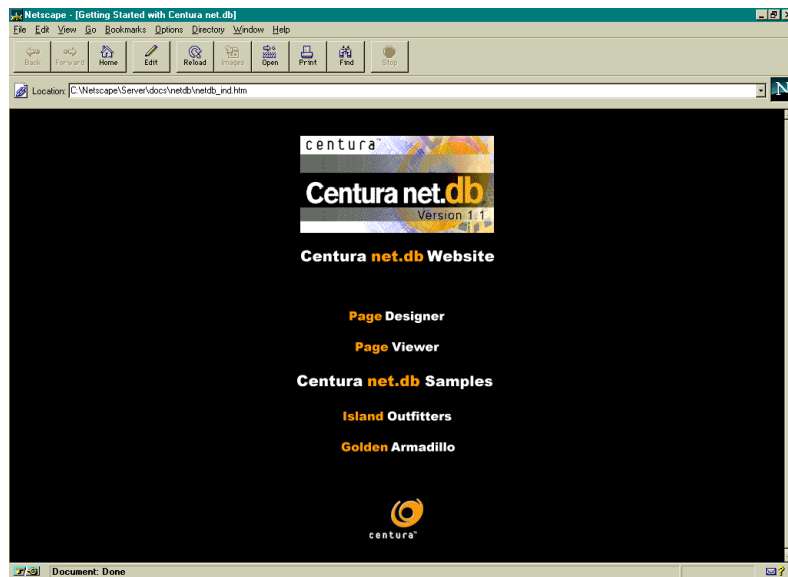 Netscape - [Getting Started with Centura net.db]
File Edit View Go Bookmarks Options Directory Window Help
Back Forward Home Edit Reload Images Open Print Find Stop
Location: C:\Netscape\Server\docs\netdb\netdb_ind.htm
N
centura™
Centura net.db
Version 1.1
Centura net.db Website
Page Designer
Page Viewer
Centura net.db Samples
Island Outfitters
Golden Armadillo
centura™
Document: Done